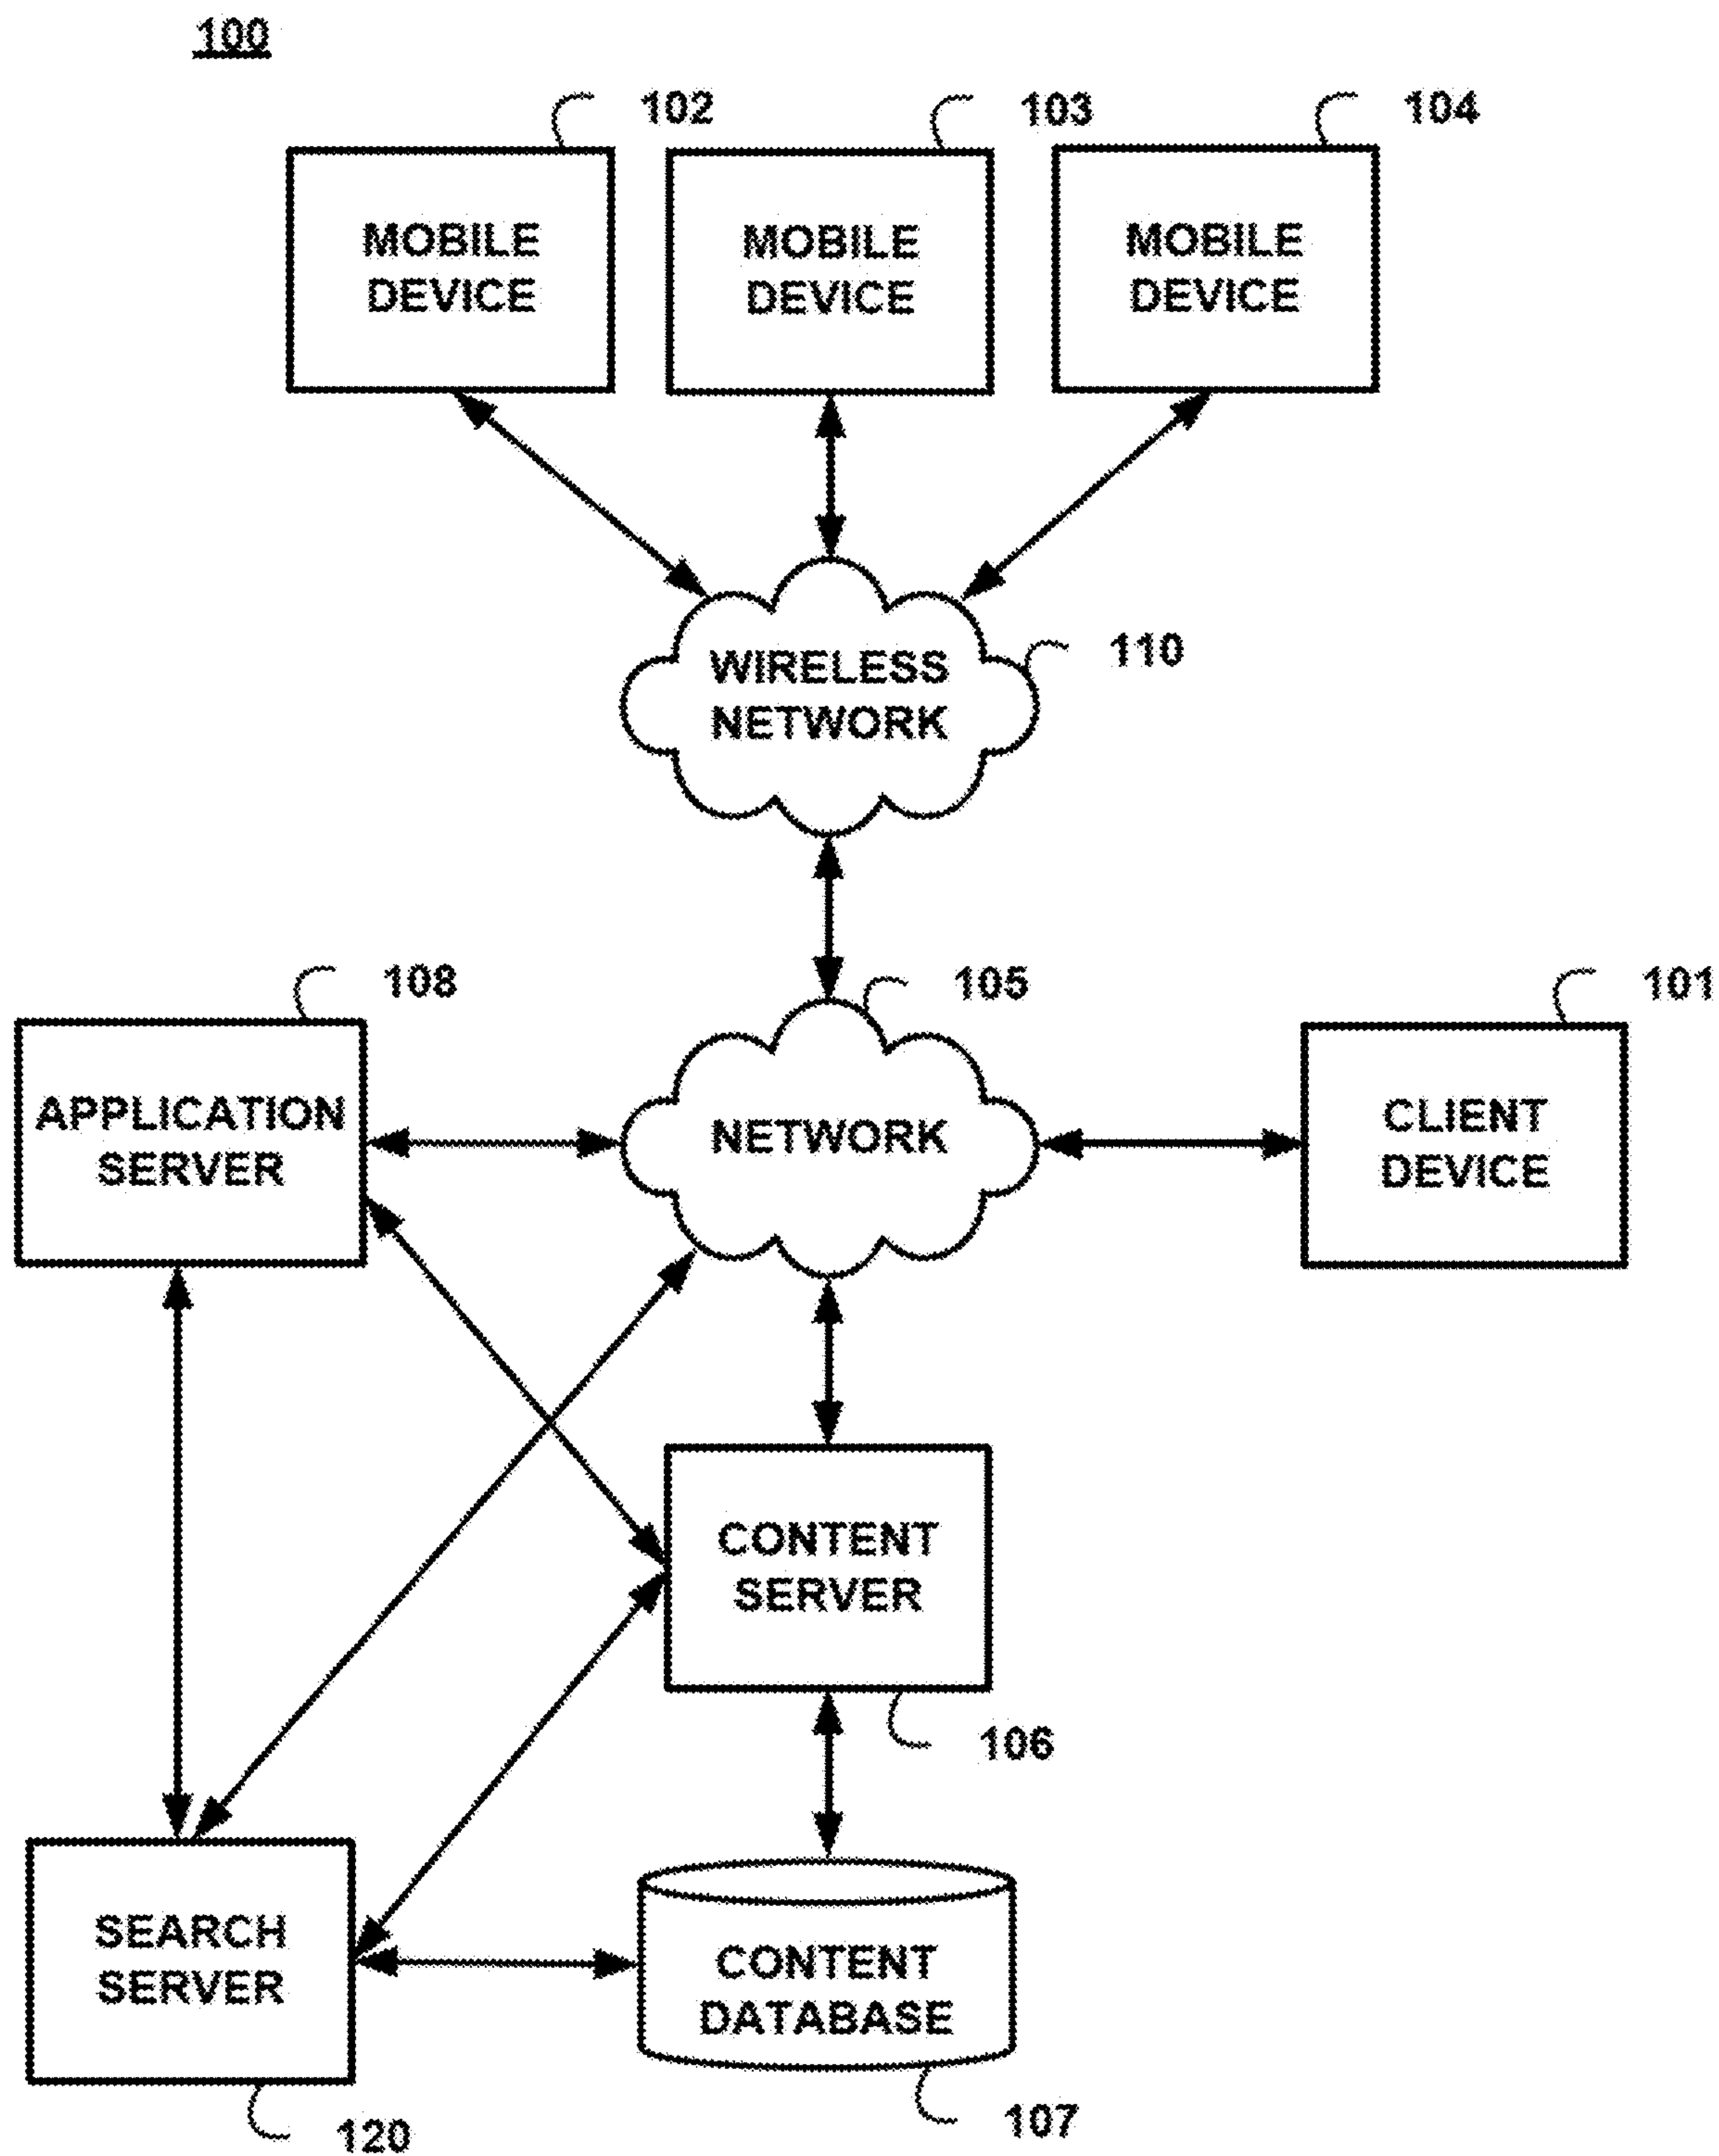 100
102
103
104
MOBILE
DEVICE
MOBILE
DEVICE
MOBILE
DEVICE
WIRELESS
NETWORK
110
108
105
101
APPLICATION
SERVER
NETWORK
CLIENT
DEVICE
CONTENT
SERVER
106
SEARCH
SERVER
CONTENT
DATABASE
120
107